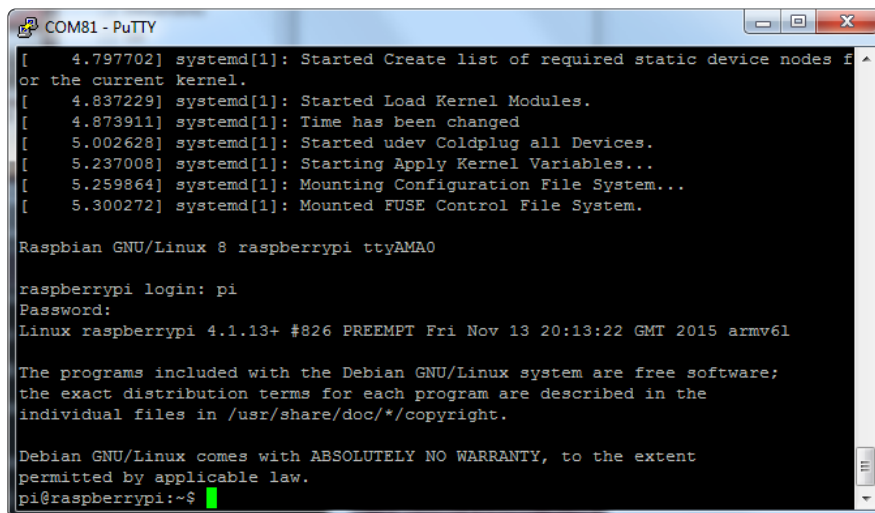 COM81 - PuTTY
[    4.797702] systemd[1]: Started Create list of required static device nodes f
or the current kernel.
[    4.837229] systemd[1]: Started Load Kernel Modules.
[    4.873911] systemd[1]: Time has been changed
[    5.002628] systemd[1]: Started udev Coldplug all Devices.
[    5.237008] systemd[1]: Starting Apply Kernel Variables...
[    5.259864] systemd[1]: Mounting Configuration File System...
[    5.300272] systemd[1]: Mounted FUSE Control File System.
Raspbian GNU/Linux 8 raspberrypi ttyAMA0
raspberrypi login: pi
Password:
Linux raspberrypi 4.1.13+ #826 PREEMPT Fri Nov 13 20:13:22 GMT 2015 armv6l
The programs included with the Debian GNU/Linux system are free software;
the exact distribution terms for each program are described in the
individual files in /usr/share/doc/*/copyright.
Debian GNU/Linux comes with ABSOLUTELY NO WARRANTY, to the extent
permitted by applicable law.
pi@raspberrypi:~$